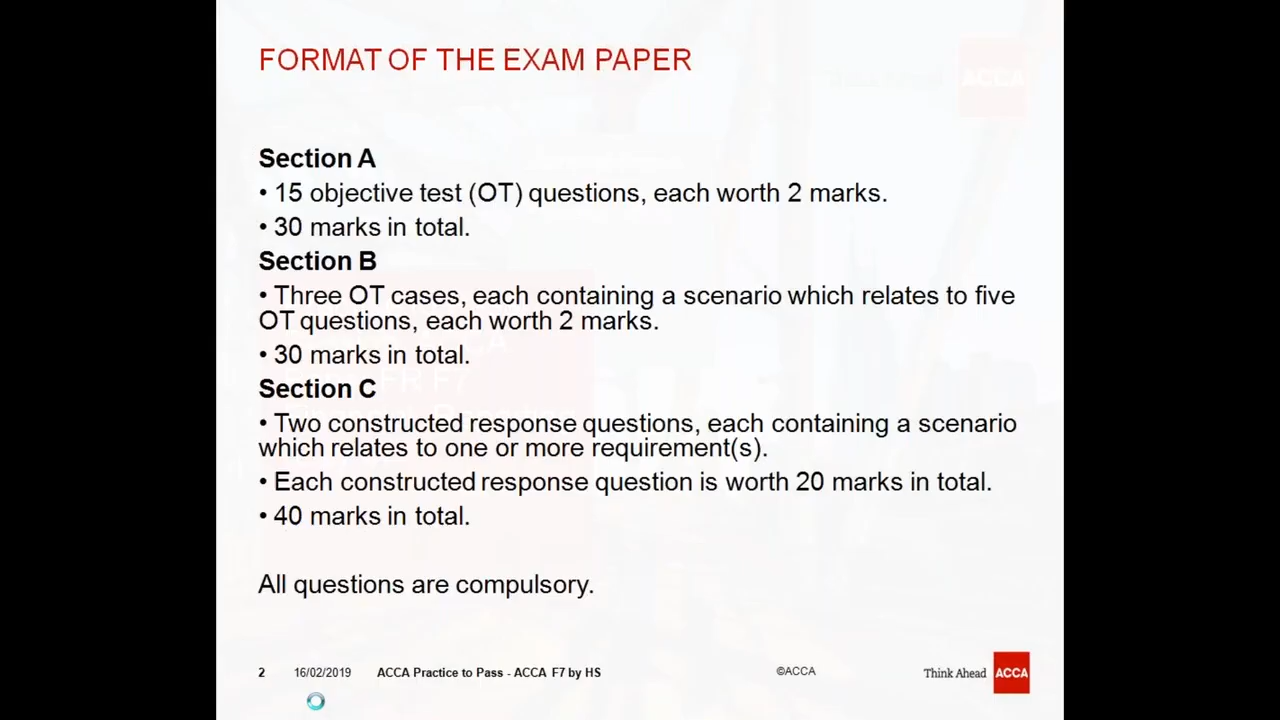 FORMAT OF THE EXAM PAPER
ACCA
Section A
• 15 objective test (OT) questions, each worth 2 marks.
• 30 marks in total.
Section B
• Three OT cases, each containing a scenario which relates to five
OT questions, each worth 2 marks.
• 30 marks in total.
Section C
• Two constructed response questions, each containing a scenario
which relates to one or more requirement(s).
• Each constructed response question is worth 20 marks in total.
• 40 marks in total.
All questions are compulsory.
2 16/02/2019 ACCA Practice to Pass - ACCA F7 by HS ©ACCA Think Ahead ACCA